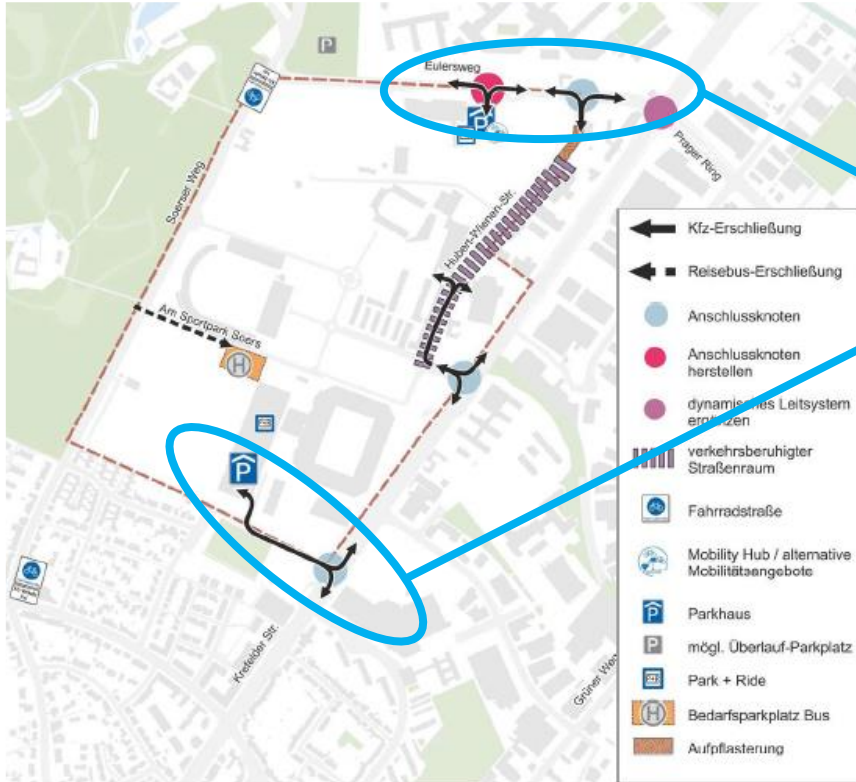 P
Eulersweg
P
Prager Ring
Soerser Weg
Hubert-Wienen-Str.
Am Sportpark Soers
H
P
Krefelder Str.
Grüner Weg
Kfz-Erschließung
Reisebus-Erschließung
Anschlussknoten
Anschlussknoten
herstellen
dynamisches Leitsystem
ergänzen
verkehrsberuhigter
Straßenraum
Fahrradstraße
Mobility Hub / alternative
Mobilitätsangebote
P
Parkhaus
P
mögl. Überlauf-Parkplatz
Park + Ride
H
Bedarfsparkplatz Bus
Aufpflasterung